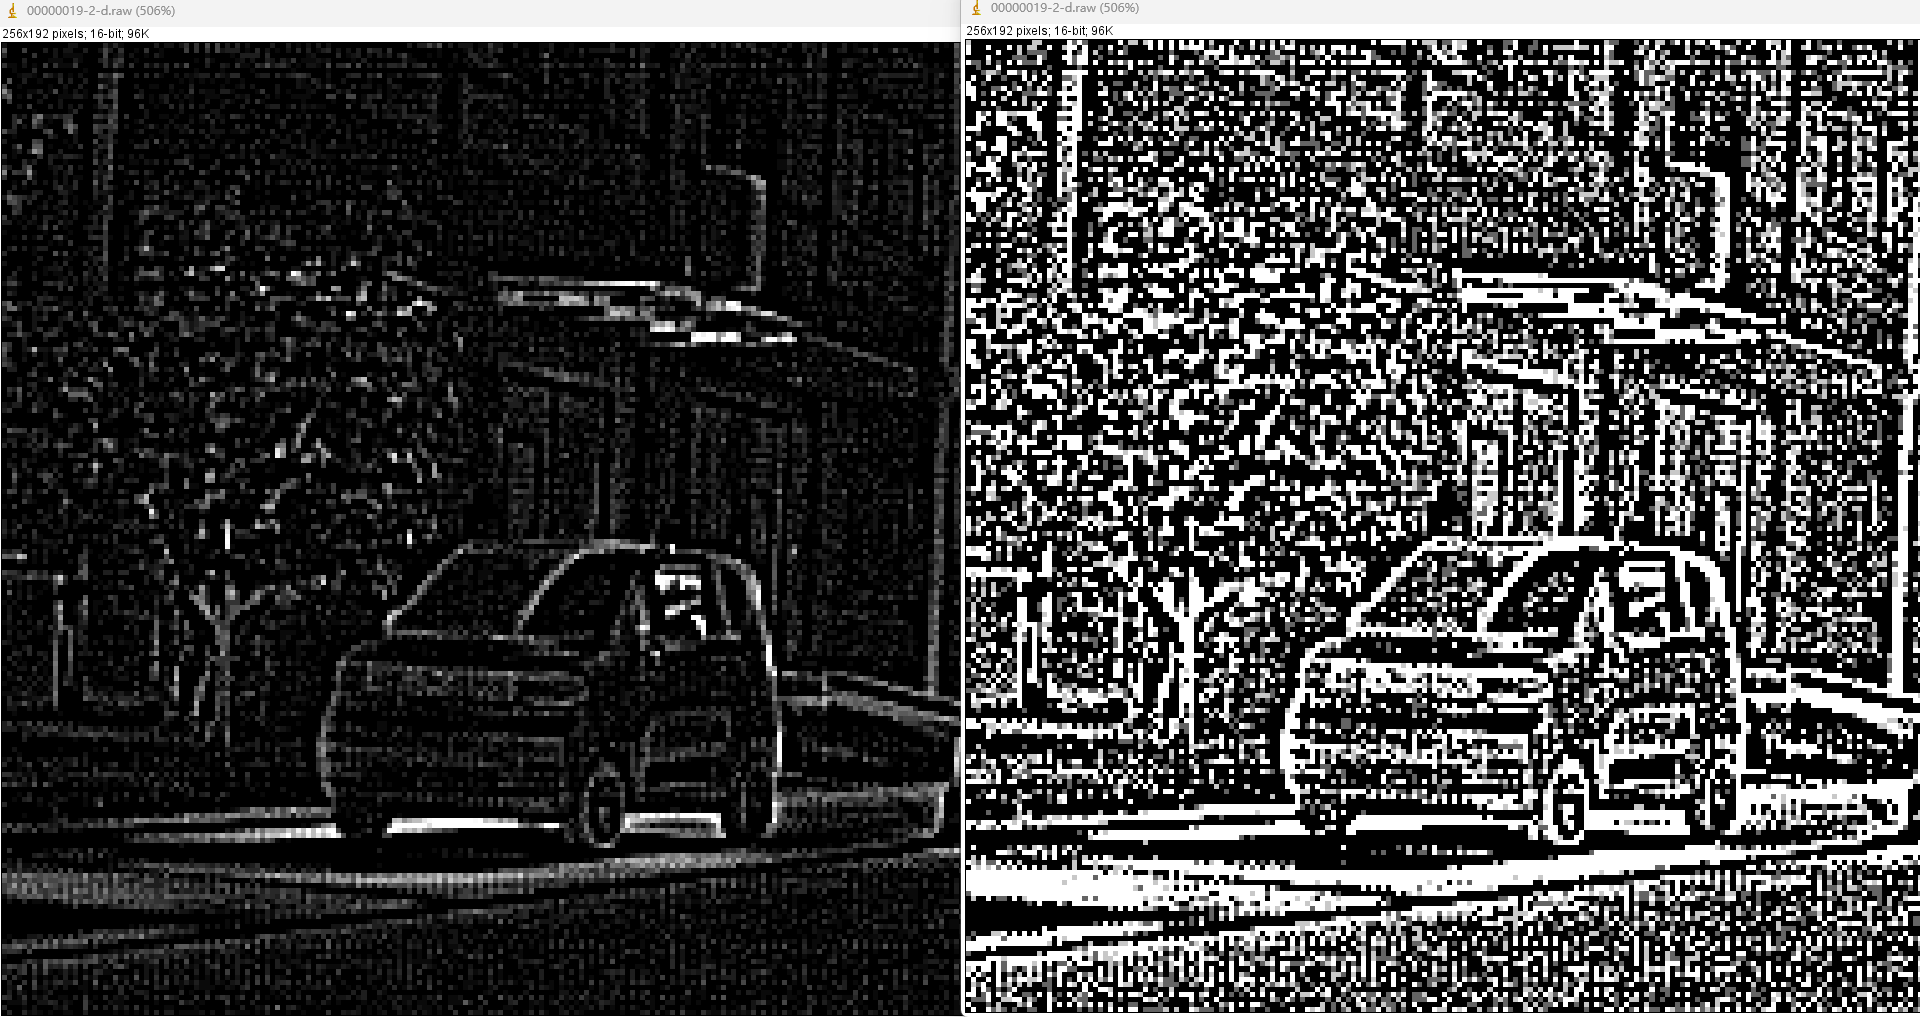 00000019-2-d.raw (506%)
256x192 pixels; 16-bit; 96K
00000019-2-d.raw (506%)
256x192 pixels; 16-bit; 96K